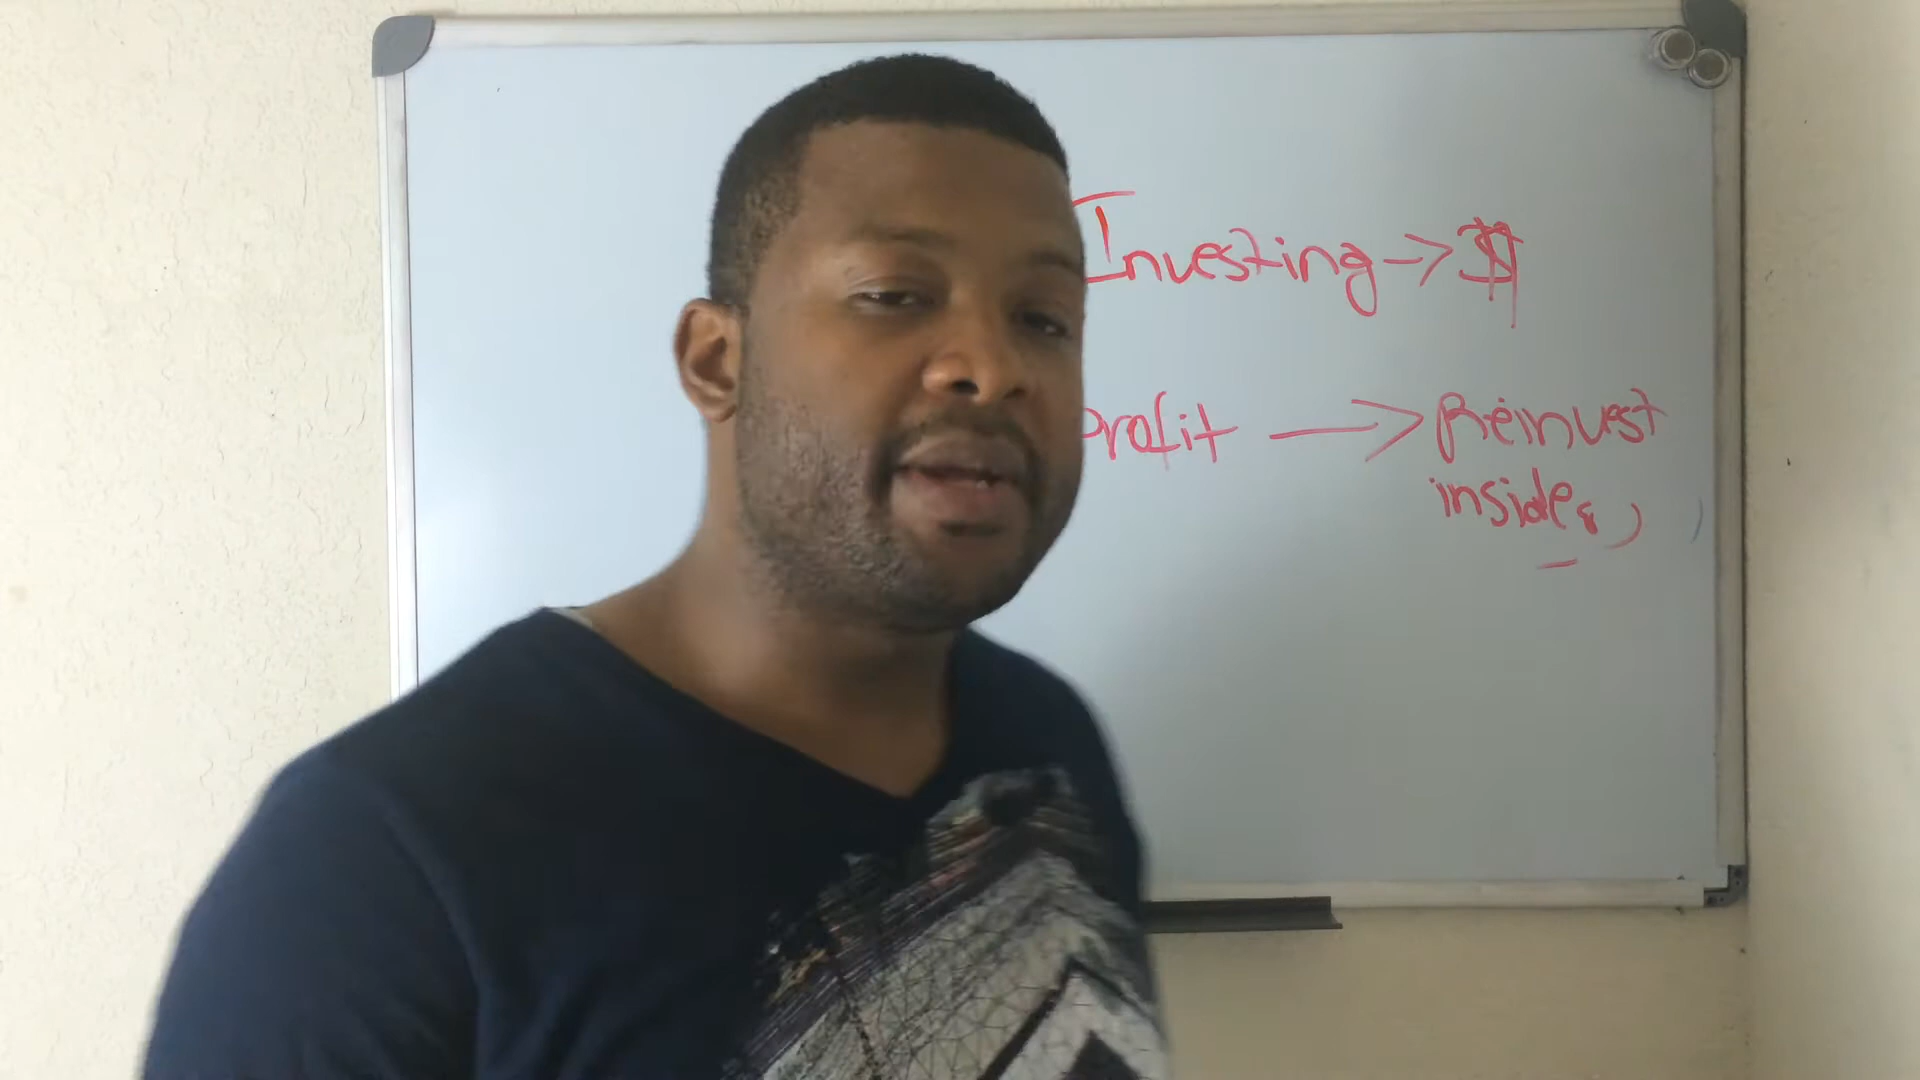 Investing -> $
Profit -> Reinvest
inside